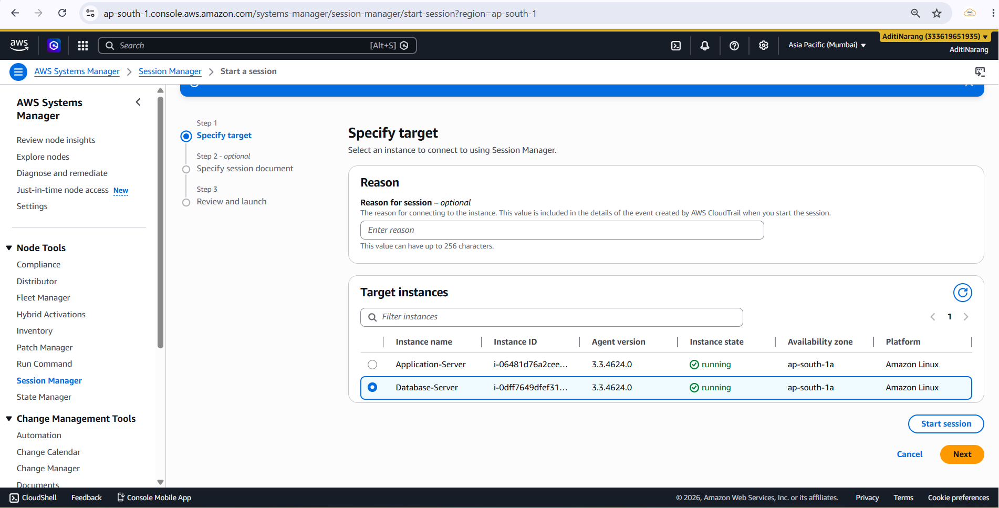 ap-south-1.console.aws.amazon.com/systems-manager/session-manager/start-session?region=ap-south-1
aws
Search
[Alt+S]
Asia Pacific (Mumbai)
AditiNarang (333619651935)
AditiNarang
AWS Systems Manager
Session Manager
Start a session
AWS Systems
Manager
Review node insights
Explore nodes
Diagnose and remediate
Just-in-time node access New
Settings
Node Tools
Compliance
Distributor
Fleet Manager
Hybrid Activations
Inventory
Patch Manager
Run Command
Session Manager
State Manager
Change Management Tools
Automation
Change Calendar
Change Manager
Documents
Step 1
Specify target
Step 2 - optional
Specify session document
Step 3
Review and launch
Specify target
Select an instance to connect to using Session Manager.
Reason
Reason for session – optional
The reason for connecting to the instance. This value is included in the details of the event created by AWS CloudTrail when you start the session.
Enter reason
This value can have up to 256 characters.
Target instances
Filter instances
1
Instance name Instance ID Agent version Instance state Availability zone Platform
Application-Server i-06481d76a2cee... 3.3.4624.0 running ap-south-1a Amazon Linux
Database-Server i-0dff7649dfef31... 3.3.4624.0 running ap-south-1a Amazon Linux
Start session
Cancel
Next
CloudShell Feedback Console Mobile App © 2026, Amazon Web Services, Inc. or its affiliates. Privacy Terms Cookie preferences